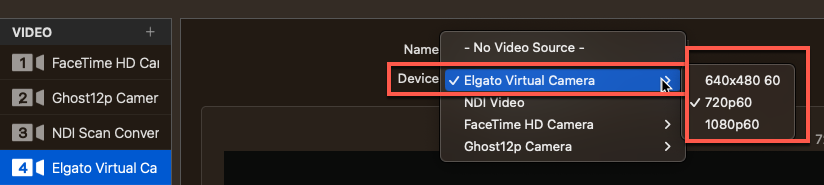 VIDEO +
1 FaceTime HD Car
2 Ghost12p Camer
3 NDI Scan Conver
4 Elgato Virtual Ca
Name
Device
- No Video Source -
✓ Elgato Virtual Camera
NDI Video
FaceTime HD Camera
Ghost12p Camera
640x480 60
✓ 720p60
1080p60